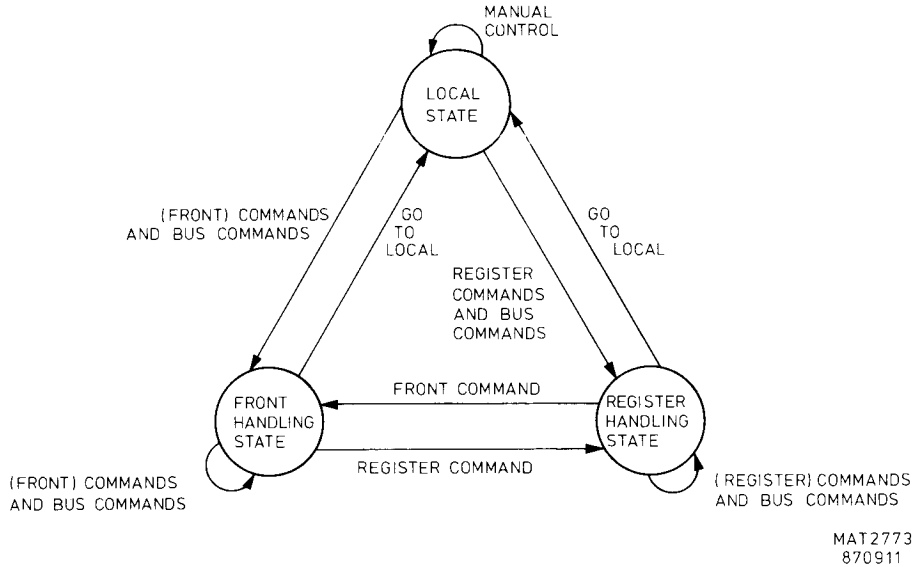 MANUAL
CONTROL
LOCAL
STATE
(FRONT) COMMANDS
AND BUS COMMANDS
GO
TO
LOCAL
GO
TO
LOCAL
REGISTER
COMMANDS
AND BUS
COMMANDS
FRONT COMMAND
FRONT
HANDLING
STATE
REGISTER
HANDLING
STATE
REGISTER COMMAND
(FRONT) COMMANDS
AND BUS COMMANDS
(REGISTER) COMMANDS
AND BUS COMMANDS
MAT2773
870911